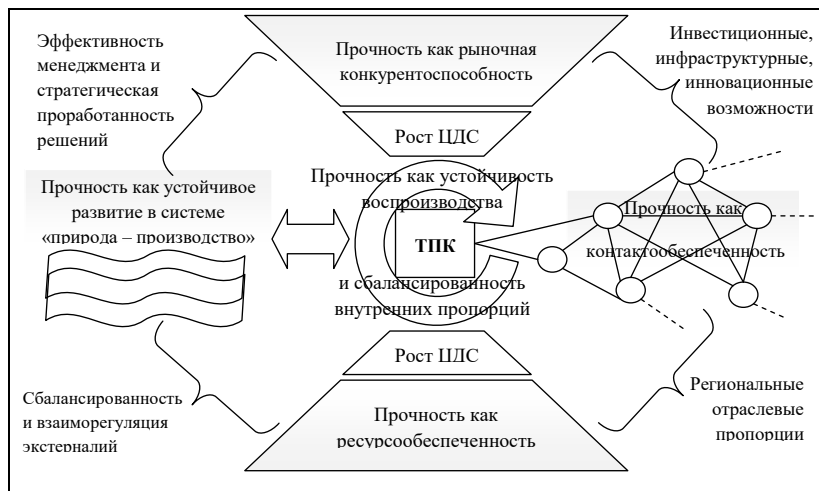 Эффективность
менеджмента и
стратегическая
проработанность
решений
Прочность как рыночная
конкурентоспособность
Инвестиционные,
инфраструктурные,
инновационные
возможности
Рост ЦДС
Прочность как устойчивое
развитие в системе
«природа – производство»
Прочность как устойчивость
воспроизводства
ТПК
и сбалансированность
внутренних пропорций
Прочность как
контактообеспеченность
Рост ЦДС
Сбалансированность
и взаиморегуляция
экстерналий
Прочность как
ресурсообеспеченность
Региональные
отраслевые
пропорции